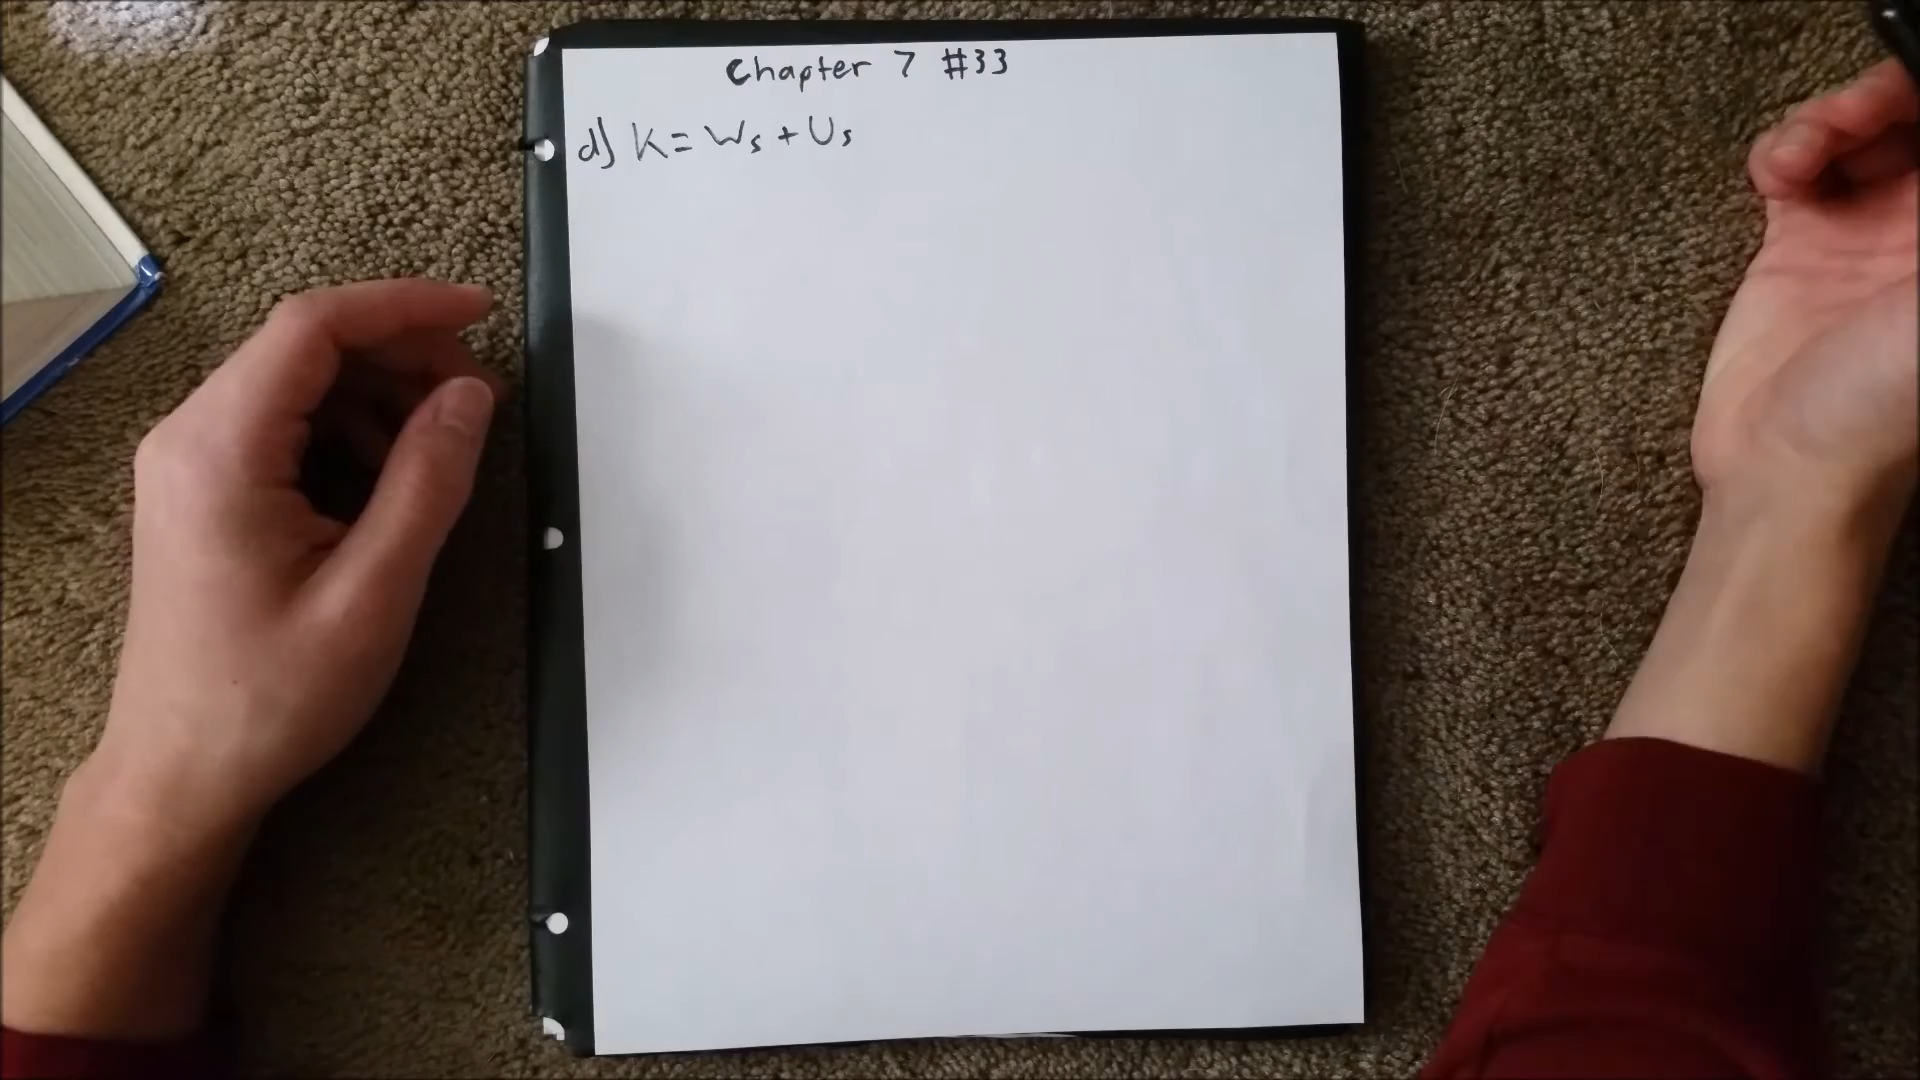 Chapter 7 #33
d) K = Ws + Us